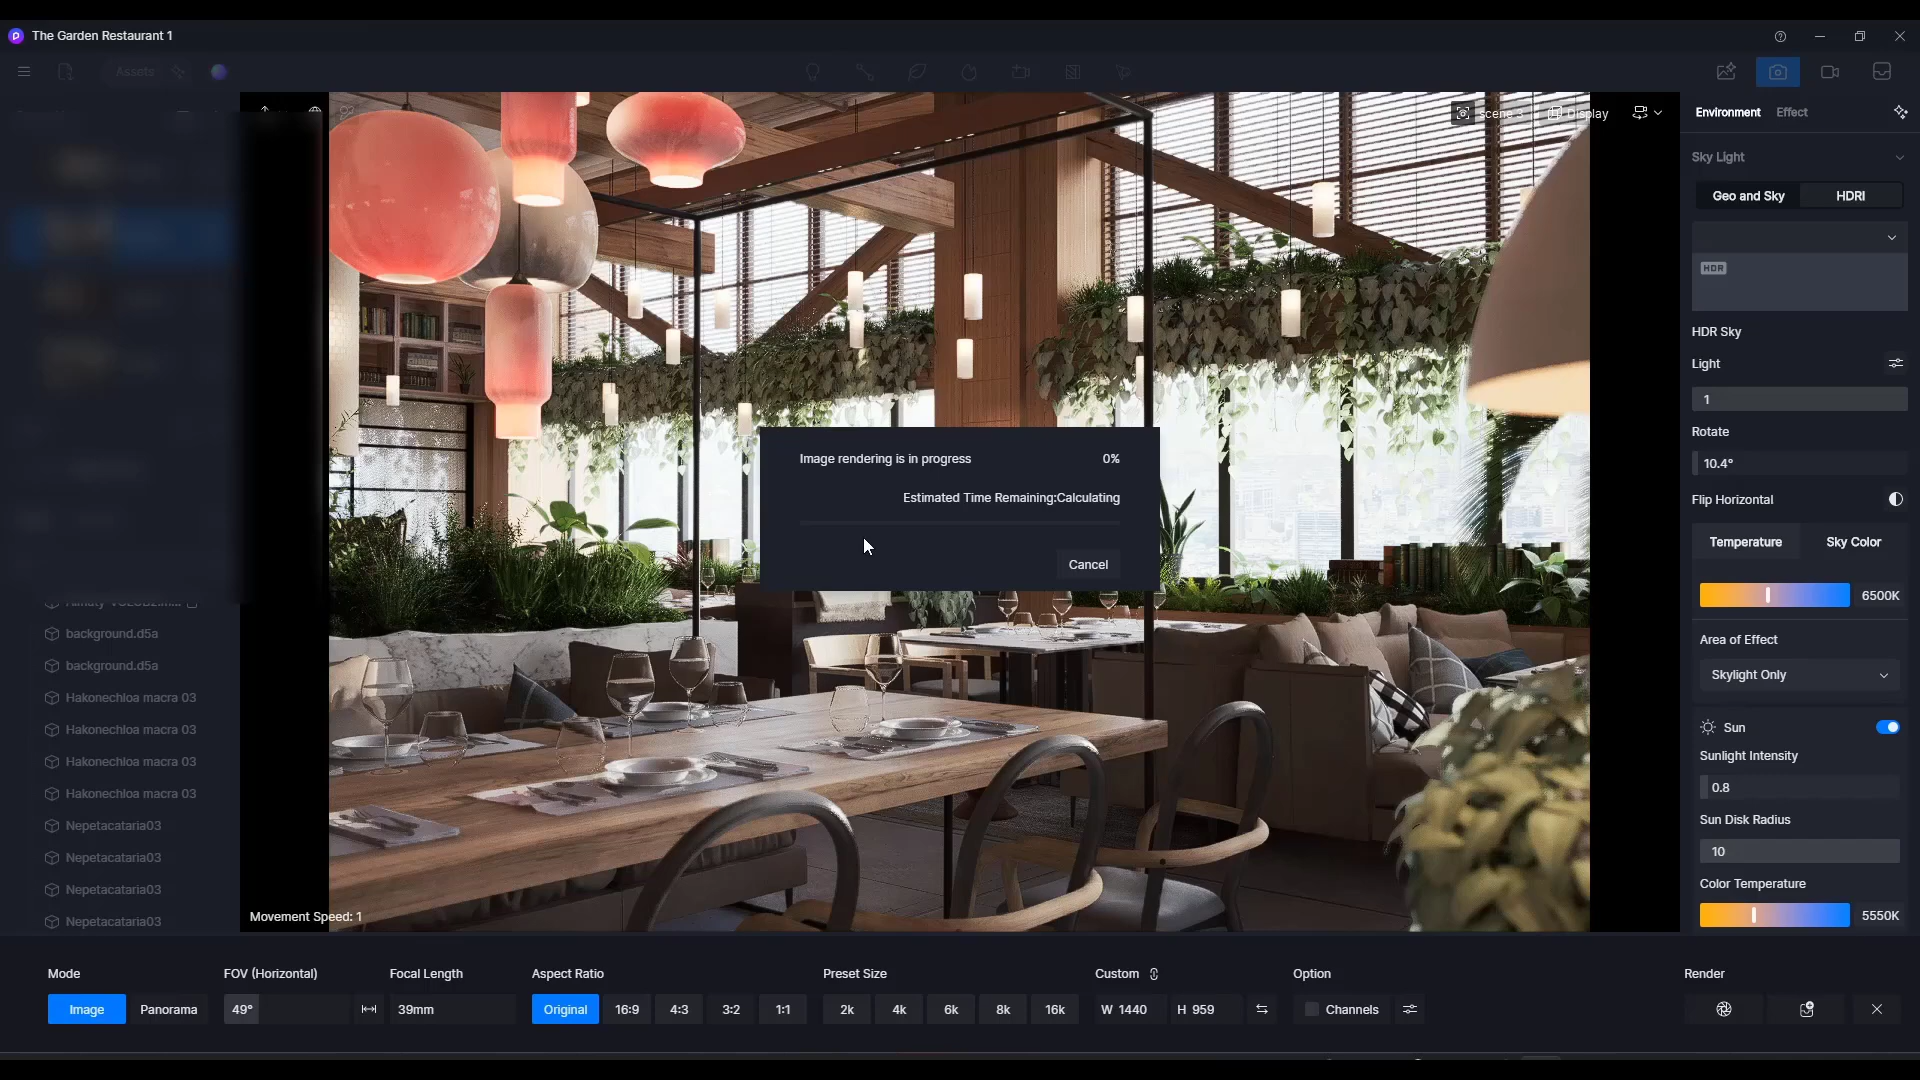 The Garden Restaurant 1
Assets
scene 3
Display
Environment
Effect
Sky Light
Geo and Sky
HDRI
HDR
HDR Sky
Light
1
Rotate
10.4°
Flip Horizontal
Temperature
Sky Color
6500K
Area of Effect
Skylight Only
Sun
Sunlight Intensity
0.8
Sun Disk Radius
10
Color Temperature
5550K
Image rendering is in progress
0%
Estimated Time Remaining:Calculating
Cancel
background.d5a
background.d5a
Hakonechloa macra 03
Hakonechloa macra 03
Hakonechloa macra 03
Hakonechloa macra 03
Nepetacataria03
Nepetacataria03
Nepetacataria03
Nepetacataria03
Movement Speed: 1
Mode
FOV (Horizontal)
Focal Length
Aspect Ratio
Preset Size
Custom
Option
Render
Image
Panorama
49°
39mm
Original
16:9
4:3
3:2
1:1
2k
4k
6k
8k
16k
W 1440
H 959
Channels